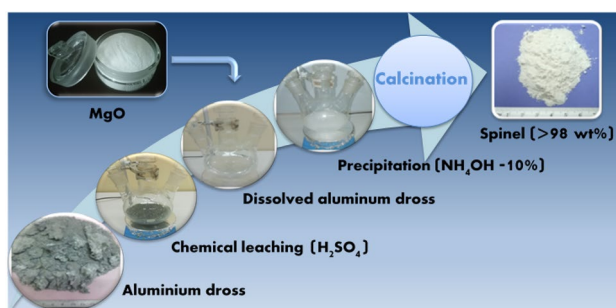 MgO
Calcination
Spinel (>98 wt%)
Precipitation (NH₄OH -10%)
Dissolved aluminum dross
Chemical leaching (H₂SO₄)
Aluminium dross